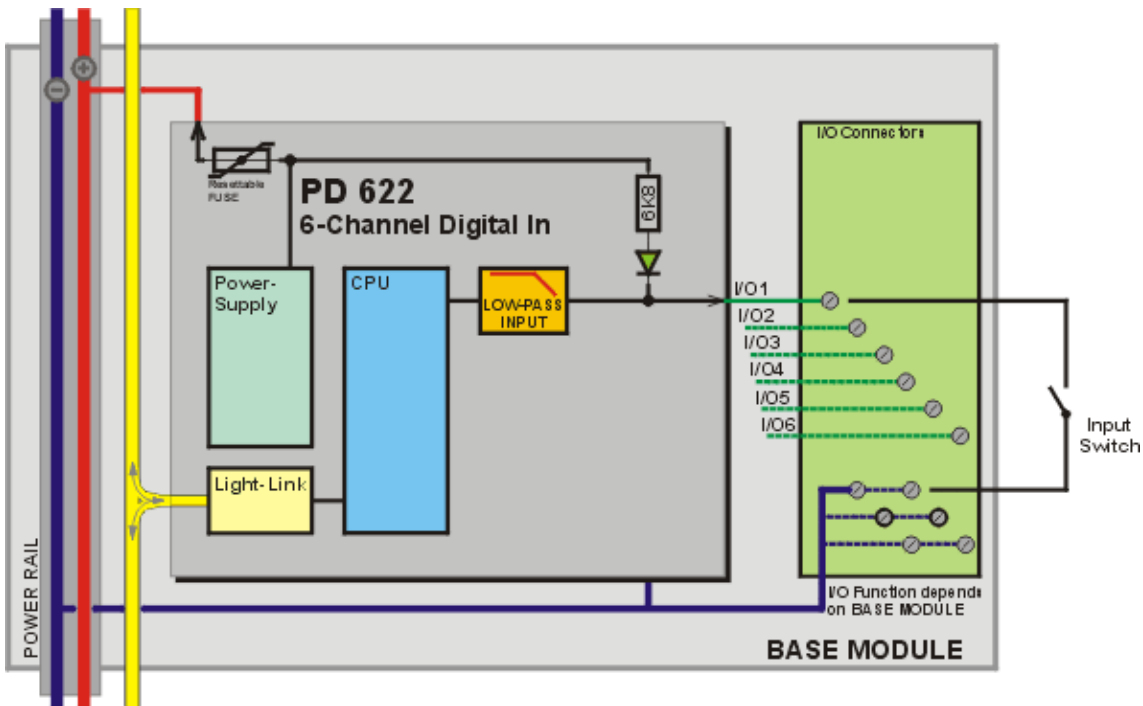 +
−
I/O Connectors
Resettable
FUSE
PD 622
6-Channel Digital In
6K8
Power-
Supply
CPU
LOW-PASS
INPUT
I/O1
I/O2
I/O3
I/O4
I/O5
I/O6
Input
Switch
Light-Link
POWER RAIL
I/O Function depends
on BASE MODULE
BASE MODULE